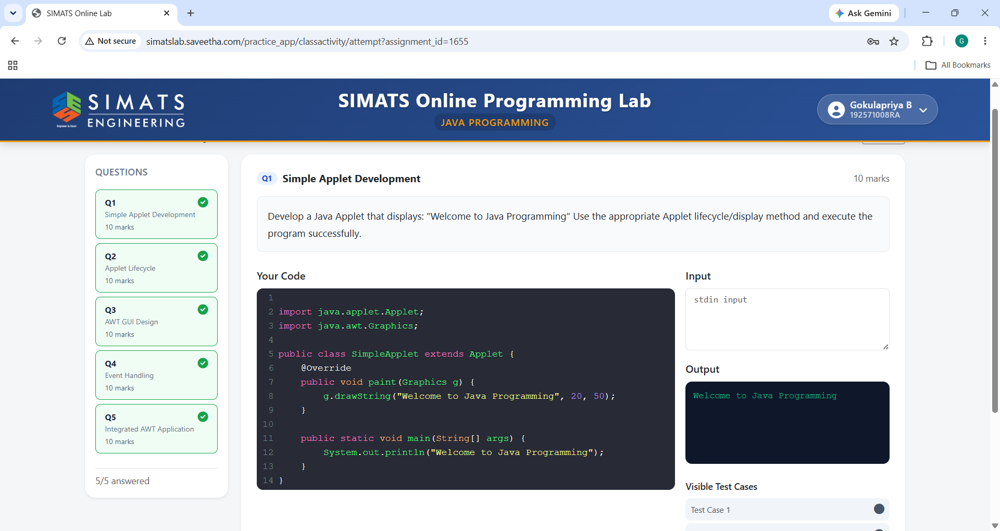 SIMATS Online Lab
Ask Gemini
Not secure
simatslab.saveetha.com/practice_app/classactivity/attempt?assignment_id=1655
G
All Bookmarks
SIMATS
ENGINEERING
Engineer to Excel
SIMATS Online Programming Lab
JAVA PROGRAMMING
Gokulapriya B
192571008RA
QUESTIONS
Q1
Simple Applet Development
10 marks
Q2
Applet Lifecycle
10 marks
Q3
AWT GUI Design
10 marks
Q4
Event Handling
10 marks
Q5
Integrated AWT Application
10 marks
5/5 answered
Q1 Simple Applet Development
10 marks
Develop a Java Applet that displays: "Welcome to Java Programming" Use the appropriate Applet lifecycle/display method and execute the
program successfully.
Your Code
1
2 import java.applet.Applet;
3 import java.awt.Graphics;
4
5 public class SimpleApplet extends Applet {
6     @Override
7     public void paint(Graphics g) {
8         g.drawString("Welcome to Java Programming", 20, 50);
9     }
10
11     public static void main(String[] args) {
12         System.out.println("Welcome to Java Programming");
13     }
14 }
Input
stdin input
Output
Welcome to Java Programming
Visible Test Cases
Test Case 1